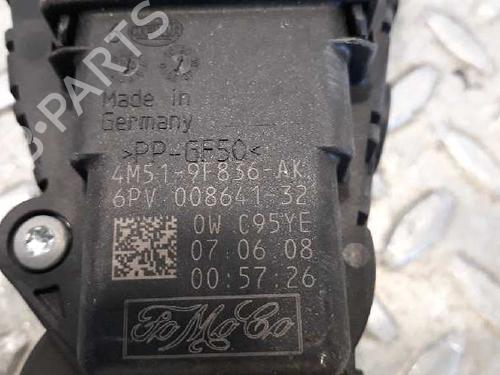 Made in
Germany
>PP-GF50<
4M51-9F836-AK
6PV 008641-32
0W C95YE
07.06.08
00:57:26
FoMoCo
B-PARTS